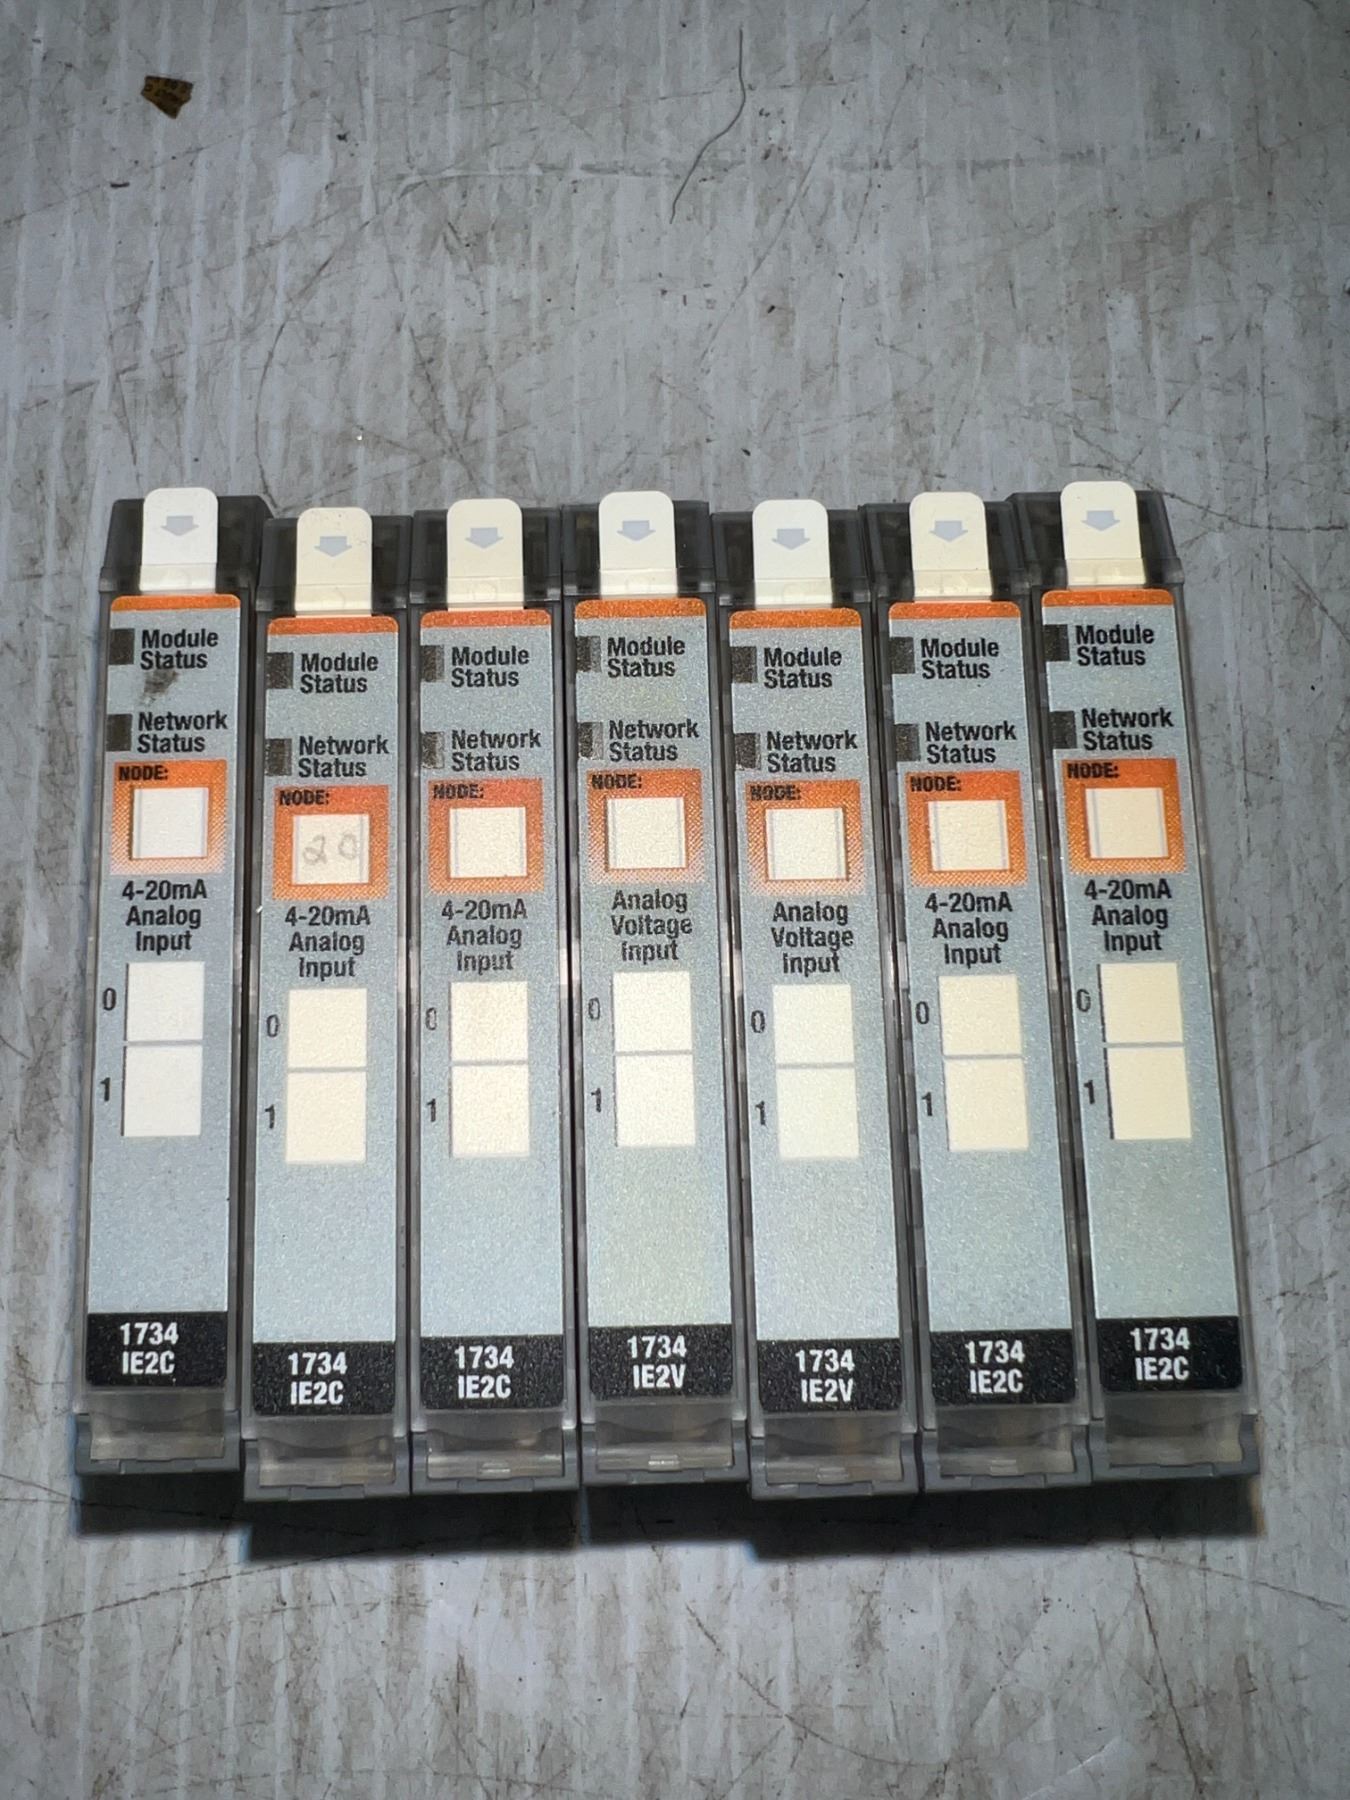 Module
Status
Network
Status
NODE:
4-20mA
Analog
Input
0
1
1734
IE2C
Module
Status
Network
Status
NODE:
20
4-20mA
Analog
Input
0
1
1734
IE2C
Module
Status
Network
Status
NODE:
4-20mA
Analog
Input
0
1
1734
IE2C
Module
Status
Network
Status
NODE:
Analog
Voltage
Input
0
1
1734
IE2V
Module
Status
Network
Status
NODE:
Analog
Voltage
Input
0
1
1734
IE2V
Module
Status
Network
Status
NODE:
4-20mA
Analog
Input
0
1
1734
IE2C
Module
Status
Network
Status
NODE:
4-20mA
Analog
Input
0
1
1734
IE2C